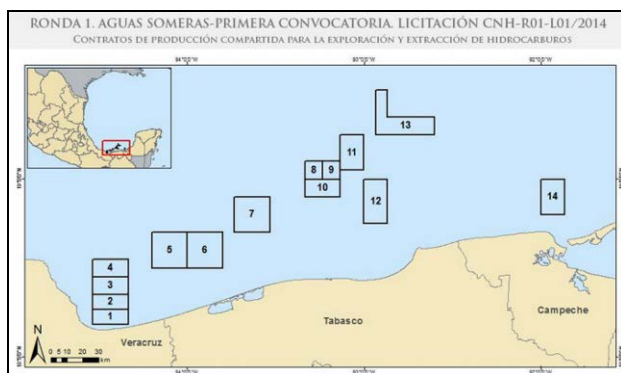 RONDA 1. AGUAS SOMERAS-PRIMERA CONVOCATORIA. LICITACIÓN CNH-R01-L01/2014
CONTRATOS DE PRODUCCIÓN COMPARTIDA PARA LA EXPLORACIÓN Y EXTRACCIÓN DE HIDROCARBUROS
13
11
8 9
10
12
14
7
5 6
4
3
2
1
N
0 5 10 20 30
km
Veracruz
Tabasco
Campeche